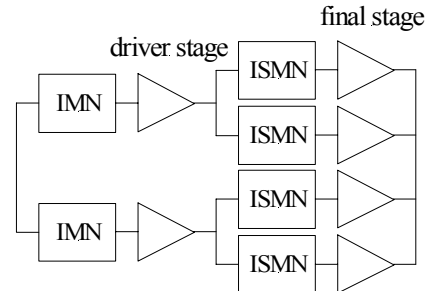 final stage
driver stage
ISMN
IMN
ISMN
ISMN
IMN
ISMN